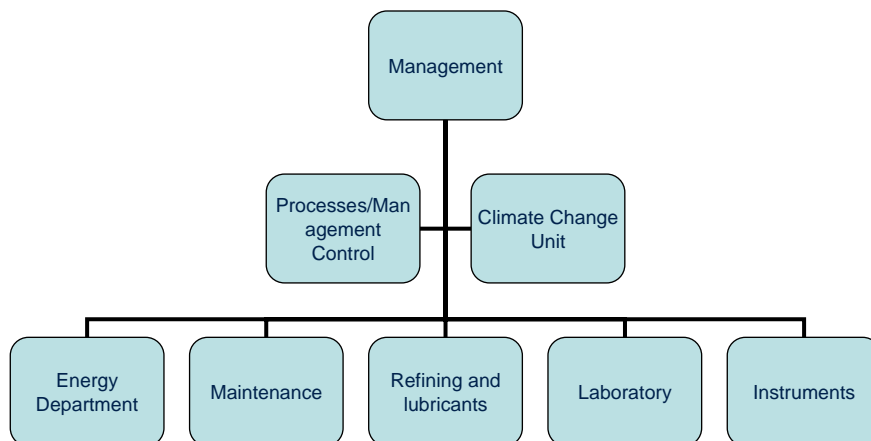 Management
Processes/Man
agement
Control
Climate Change
Unit
Energy
Department
Maintenance
Refining and
lubricants
Laboratory
Instruments